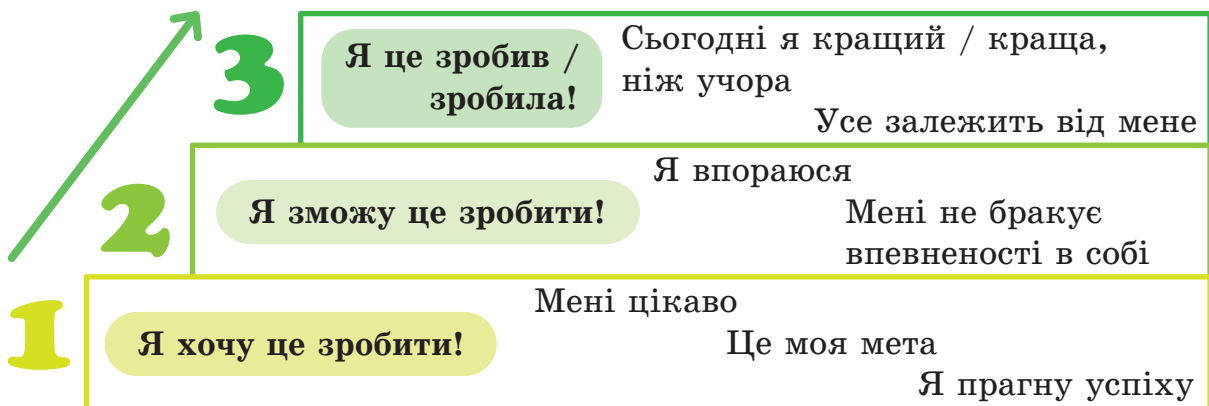 3
Я це зробив /
зробила!
Сьогодні я кращий / краща,
ніж учора
Усе залежить від мене
2
Я зможу це зробити!
Я впораюся
Мені не бракує
впевненості в собі
1
Я хочу це зробити!
Мені цікаво
Це моя мета
Я прагну успіху